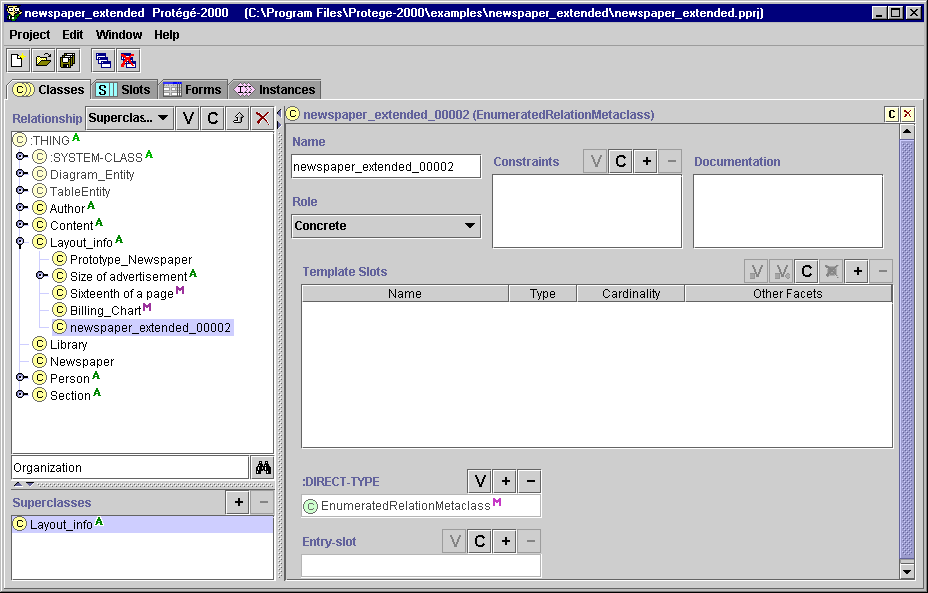 newspaper_extended Protégé-2000 (C:\Program Files\Protege-2000\examples\newspaper_extended\newspaper_extended.pprj)
Project Edit Window Help
C Classes S Slots Forms I Instances
Relationship Superclas... V C
C :THING A
C :SYSTEM-CLASS A
C Diagram_Entity
C TableEntity
C Author A
C Content A
C Layout_info A
C Prototype_Newspaper
C Size of advertisement A
C Sixteenth of a page M
C Billing_Chart M
C newspaper_extended_00002
C Library
C Newspaper
C Person A
C Section A
Organization
Superclasses + −
C Layout_info A
C newspaper_extended_00002 (EnumeratedRelationMetaclass) C x
Name
newspaper_extended_00002
Role
Concrete
Constraints V C + −
Documentation
Template Slots V V C + −
Name Type Cardinality Other Facets
:DIRECT-TYPE V + −
C EnumeratedRelationMetaclass M
Entry-slot V C + −